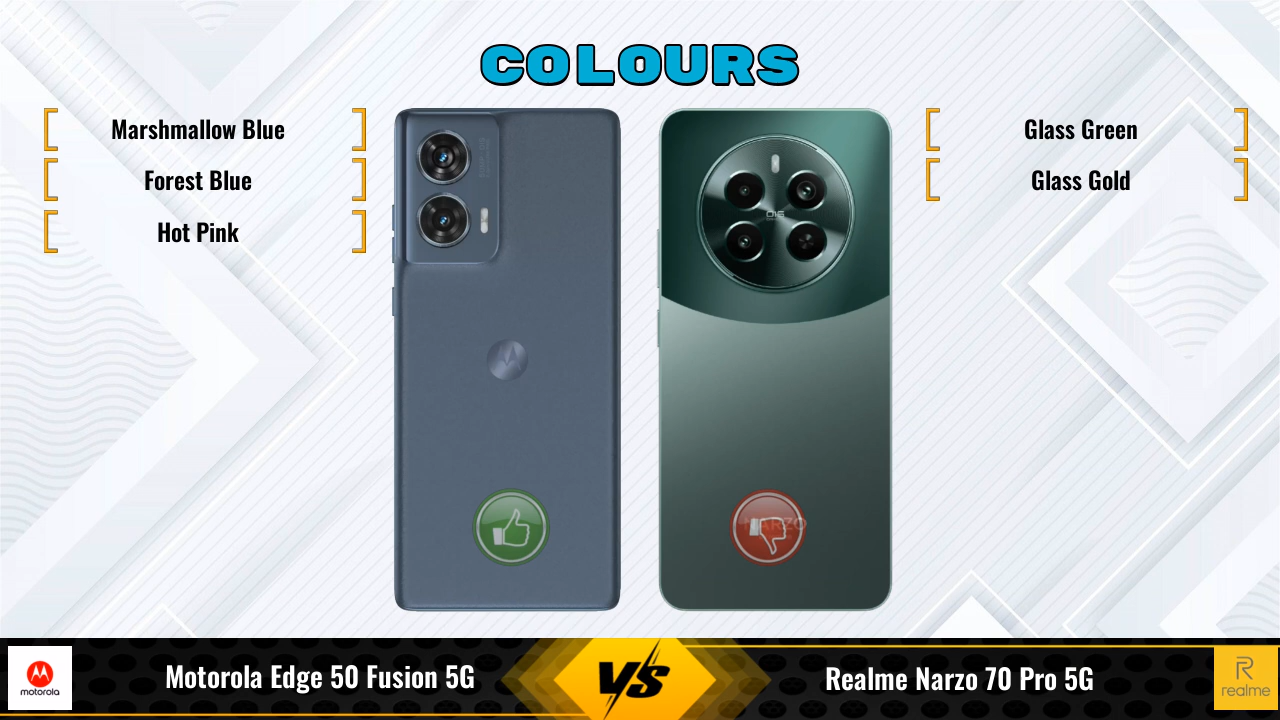 COLOURS
Marshmallow Blue
Forest Blue
Hot Pink
Glass Green
Glass Gold
NARZO
Motorola Edge 50 Fusion 5G
VS
Realme Narzo 70 Pro 5G
motorola
R
realme